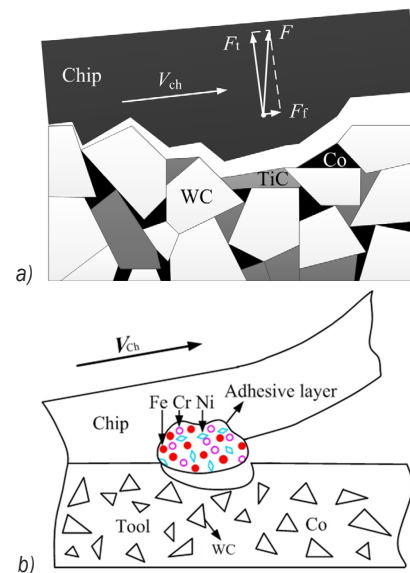 Ft F
Chip
Vch
Ff
Co
TiC
WC
a)
VCh
Fe Cr Ni
Adhesive layer
Chip
Tool
Co
WC
b)